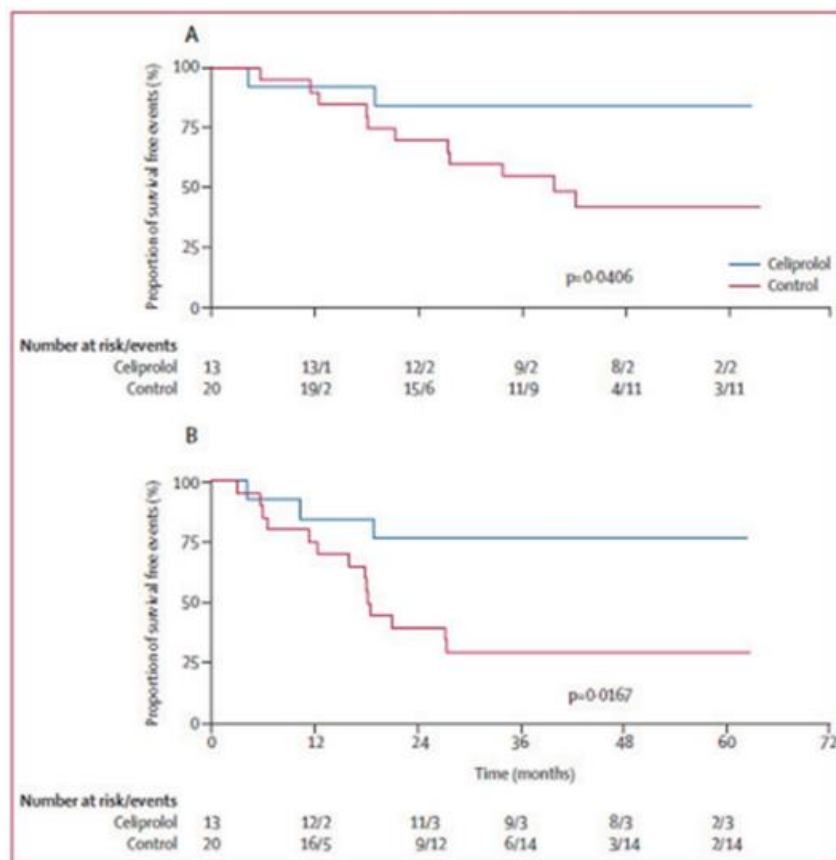 A
Proportion of survival free events (%)
100
75
50
25
0
p=0·0406
Celiprolol
Control
Number at risk/events
Celiprolol 13 13/1 12/2 9/2 8/2 2/2
Control 20 19/2 15/6 11/9 4/11 3/11
B
Proportion of survival free events (%)
100
75
50
25
0
p=0·0167
0 12 24 36 48 60 72
Time (months)
Number at risk/events
Celiprolol 13 12/2 11/3 9/3 8/3 2/3
Control 20 16/5 9/12 6/14 3/14 2/14